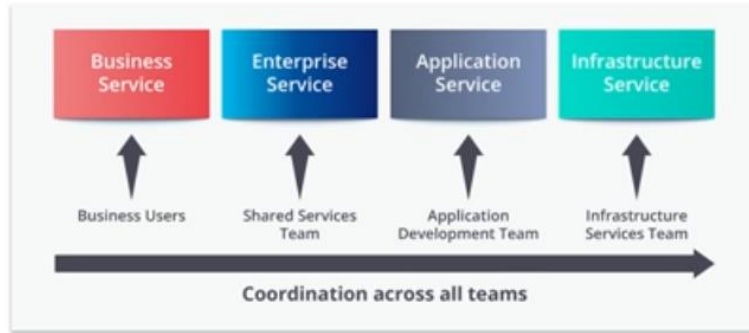 Business
Service
Enterprise
Service
Application
Service
Infrastructure
Service
Business Users
Shared Services
Team
Application
Development Team
Infrastructure
Services Team
Coordination across all teams